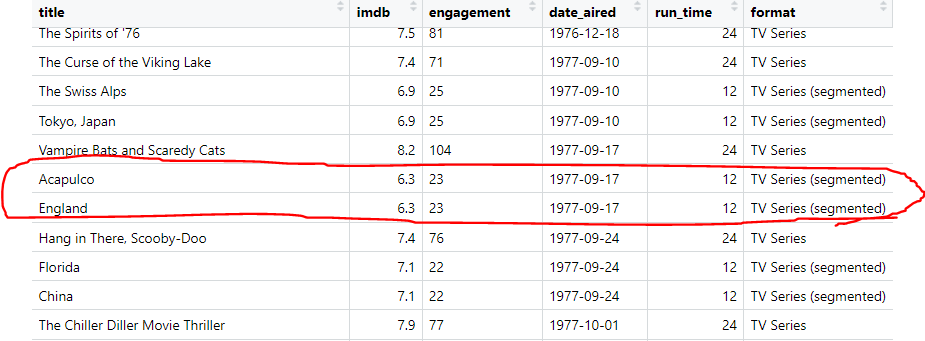 title imdb engagement date_aired run_time format
The Spirits of '76 7.5 81 1976-12-18 24 TV Series
The Curse of the Viking Lake 7.4 71 1977-09-10 24 TV Series
The Swiss Alps 6.9 25 1977-09-10 12 TV Series (segmented)
Tokyo, Japan 6.9 25 1977-09-10 12 TV Series (segmented)
Vampire Bats and Scaredy Cats 8.2 104 1977-09-17 24 TV Series
Acapulco 6.3 23 1977-09-17 12 TV Series (segmented)
England 6.3 23 1977-09-17 12 TV Series (segmented)
Hang in There, Scooby-Doo 7.4 76 1977-09-24 24 TV Series
Florida 7.1 22 1977-09-24 12 TV Series (segmented)
China 7.1 22 1977-09-24 12 TV Series (segmented)
The Chiller Diller Movie Thriller 7.9 77 1977-10-01 24 TV Series